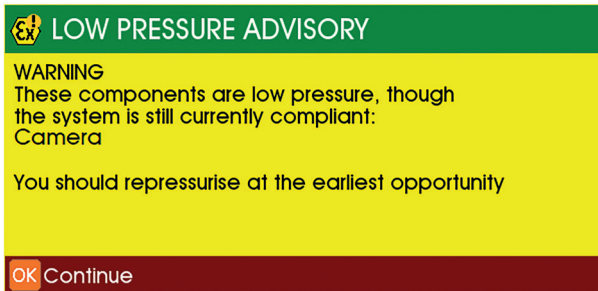 Ex!
LOW PRESSURE ADVISORY
WARNING
These components are low pressure, though
the system is still currently compliant:
Camera
You should repressurise at the earliest opportunity
OK Continue